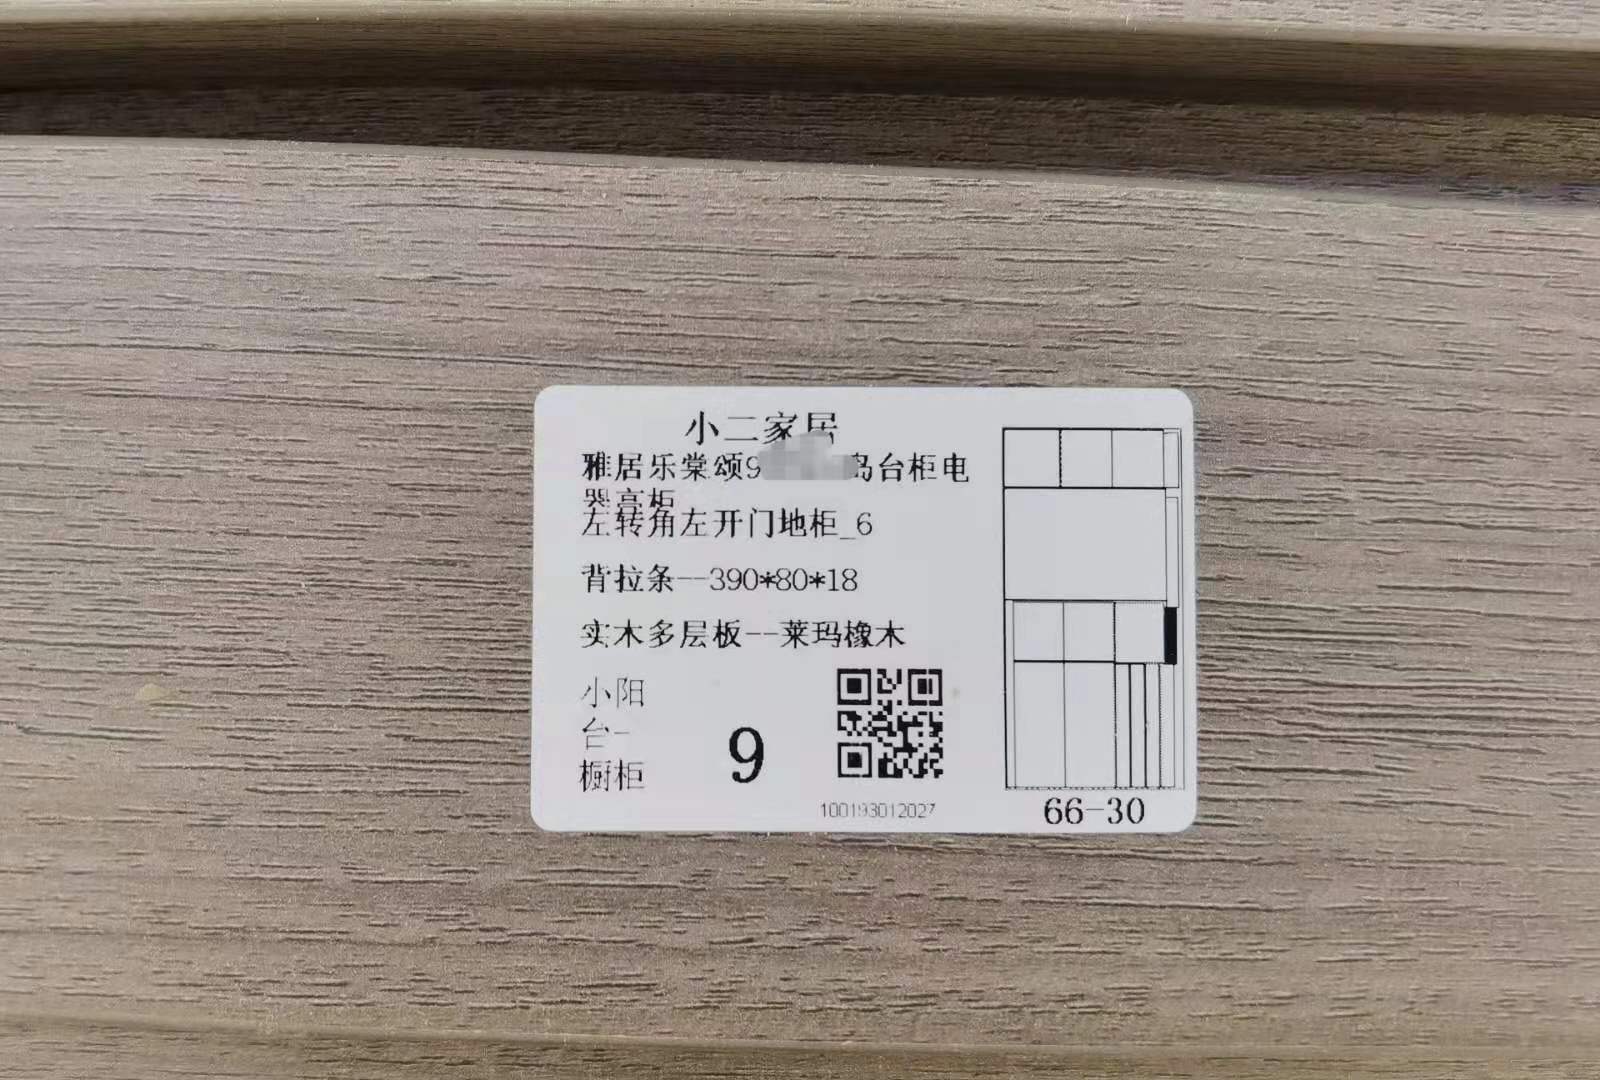 小二家居
雅居乐棠颂9 岛台柜电
器高柜
左转角左开门地柜_6
背拉条--390*80*18
实木多层板--莱玛橡木
小阳
台-
橱柜
9
100193012027
66-30